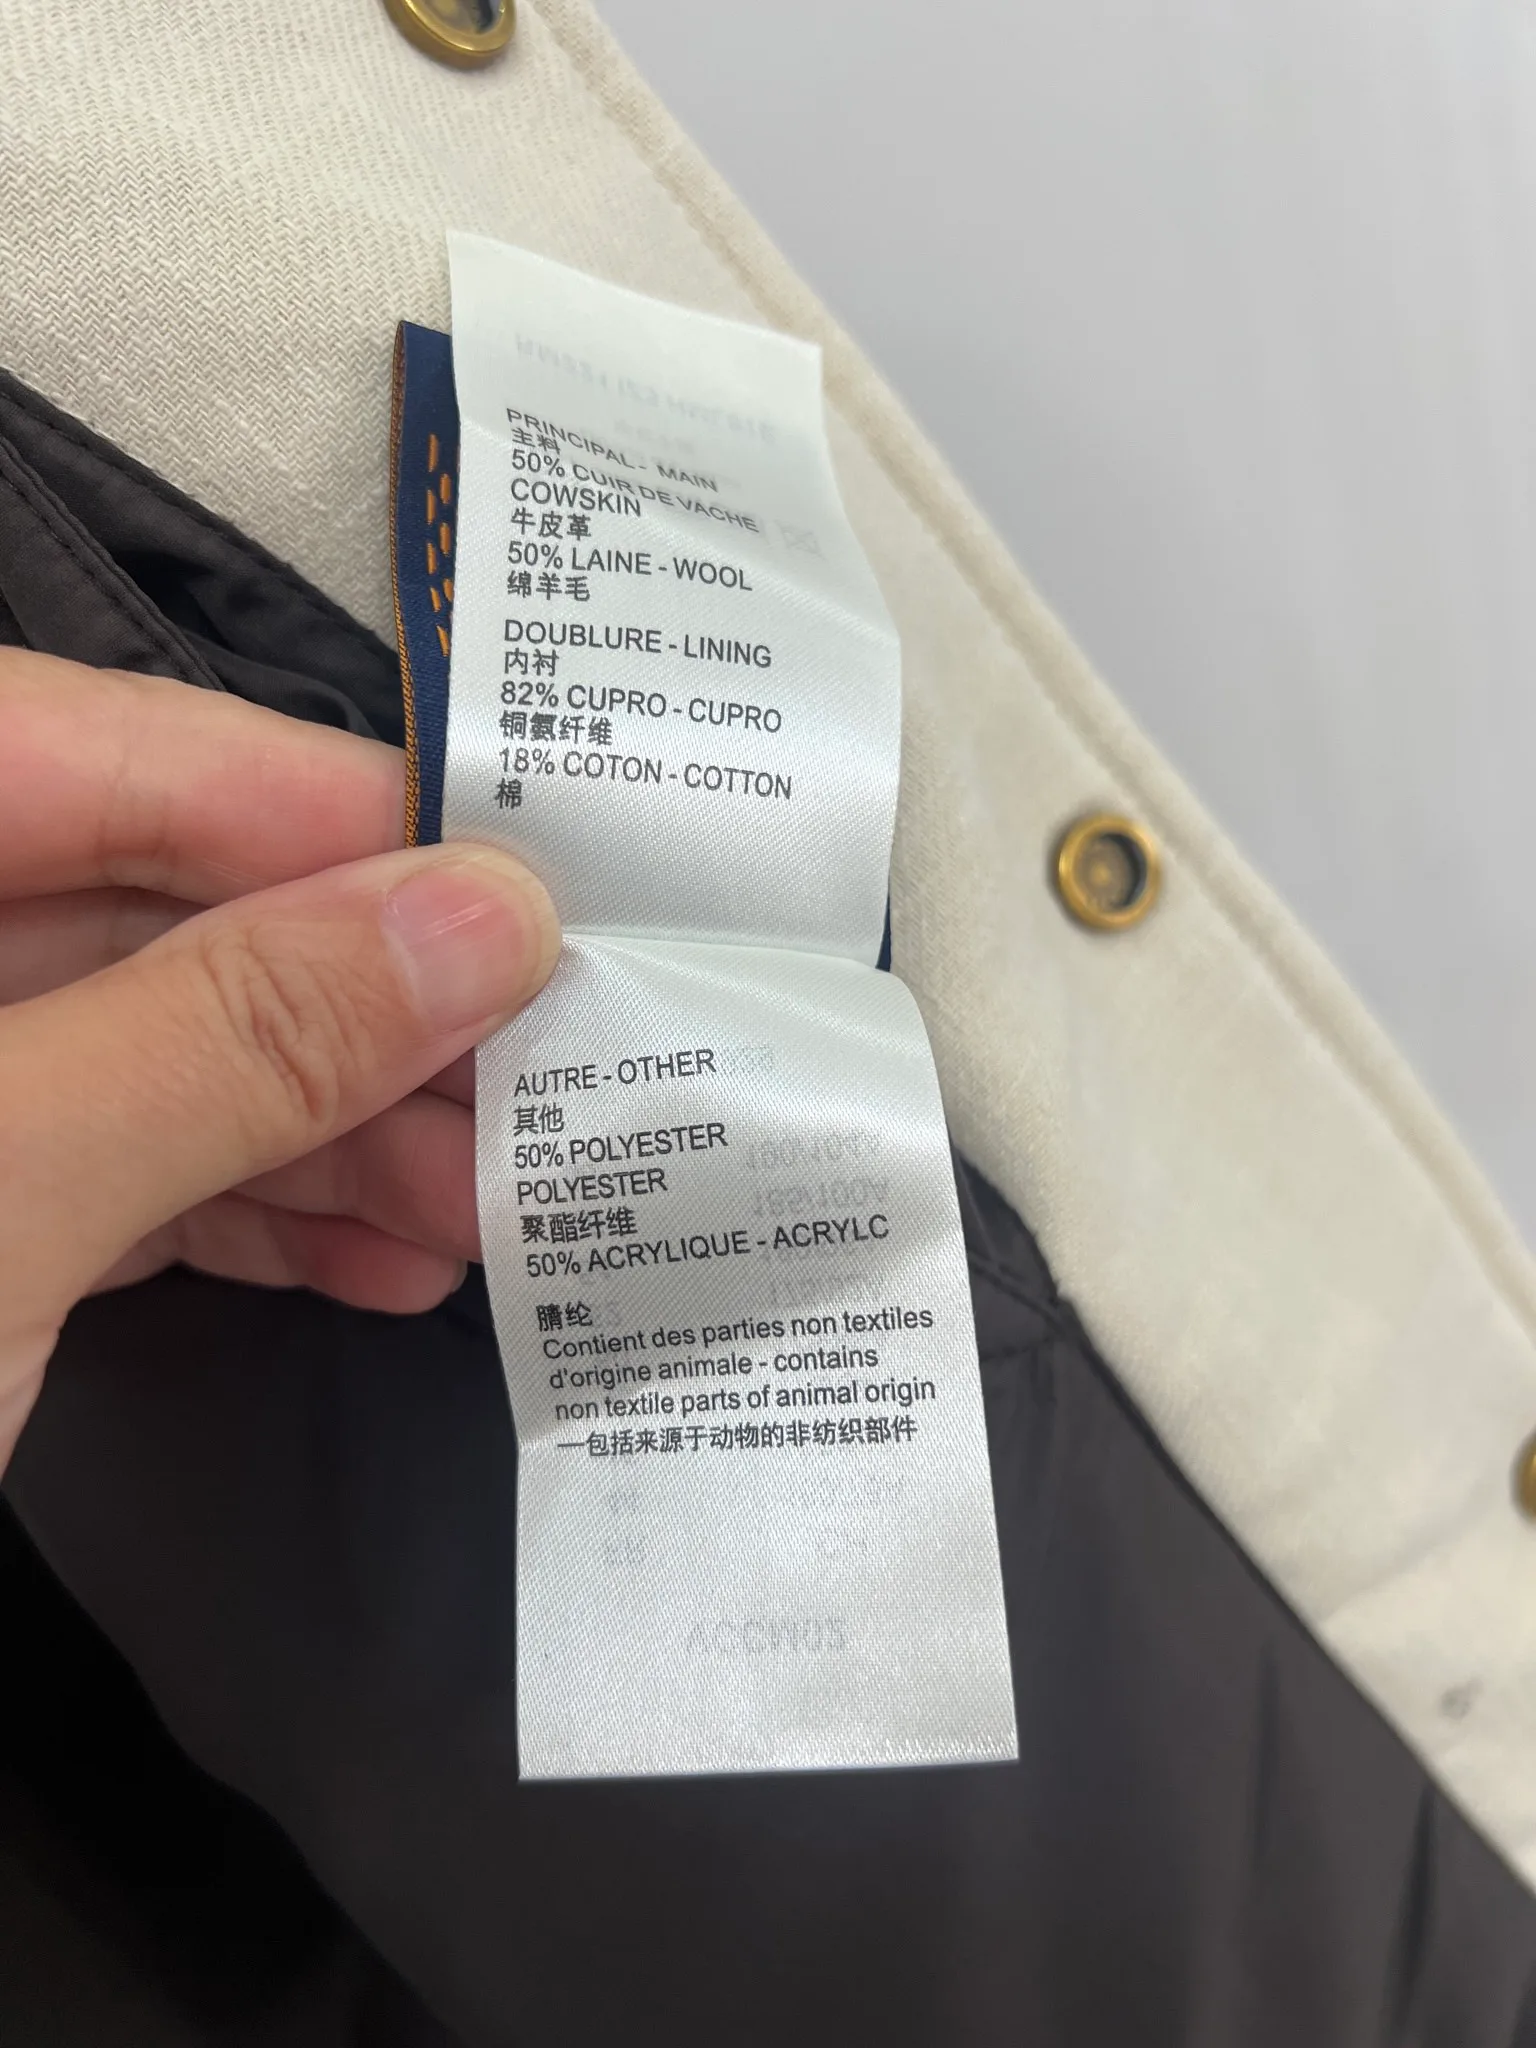 PRINCIPAL - MAIN
主料
50% CUIR DE VACHE
COWSKIN
牛皮革
50% LAINE - WOOL
绵羊毛
DOUBLURE - LINING
内衬
82% CUPRO - CUPRO
铜氨纤维
18% COTON - COTTON
棉
AUTRE - OTHER
其他
50% POLYESTER
POLYESTER
聚酯纤维
50% ACRYLIQUE - ACRYLC
腈纶
Contient des parties non textiles
d'origine animale - contains
non textile parts of animal origin
一包括来源于动物的非纺织部件